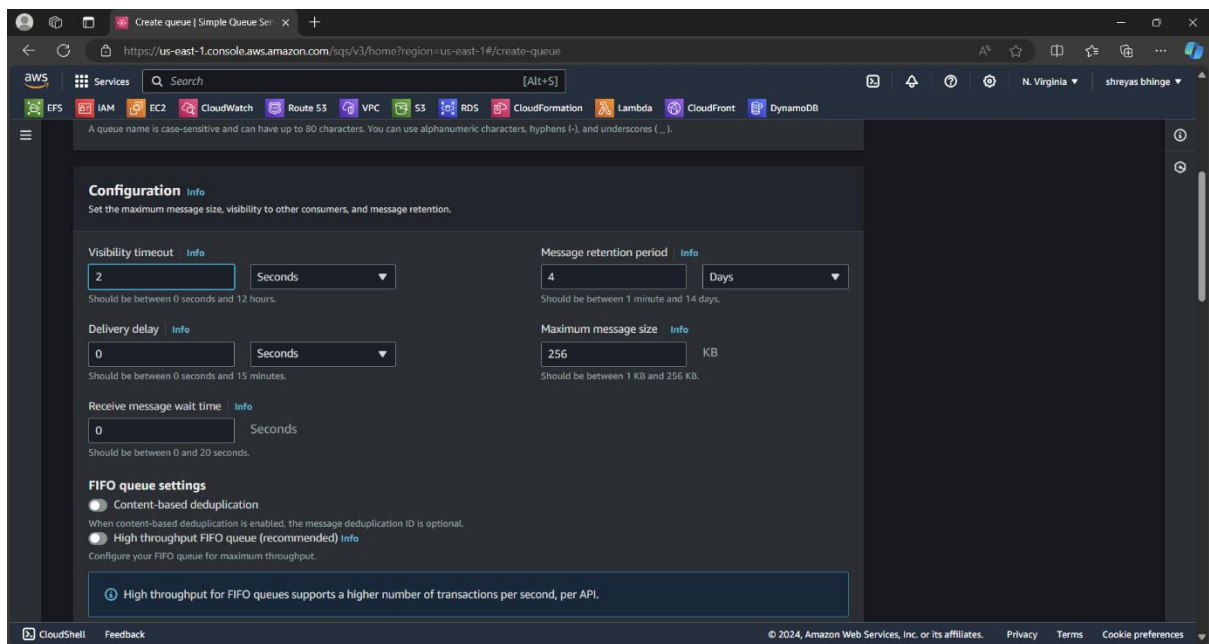 Create queue | Simple Queue Ser
https://us-east-1.console.aws.amazon.com/sqs/v3/home?region=us-east-1#/create-queue
aws Services Search [Alt+S] N. Virginia shreyas bhinge
EFS IAM EC2 CloudWatch Route 53 VPC S3 RDS CloudFormation Lambda CloudFront DynamoDB
A queue name is case-sensitive and can have up to 80 characters. You can use alphanumeric characters, hyphens (-), and underscores ( _ ).
Configuration Info
Set the maximum message size, visibility to other consumers, and message retention.
Visibility timeout Info
2 Seconds
Should be between 0 seconds and 12 hours.
Message retention period Info
4 Days
Should be between 1 minute and 14 days.
Delivery delay Info
0 Seconds
Should be between 0 seconds and 15 minutes.
Maximum message size Info
256 KB
Should be between 1 KB and 256 KB.
Receive message wait time Info
0 Seconds
Should be between 0 and 20 seconds.
FIFO queue settings
Content-based deduplication
When content-based deduplication is enabled, the message deduplication ID is optional.
High throughput FIFO queue (recommended) Info
Configure your FIFO queue for maximum throughput.
High throughput for FIFO queues supports a higher number of transactions per second, per API.
CloudShell Feedback © 2024, Amazon Web Services, Inc. or its affiliates. Privacy Terms Cookie preferences